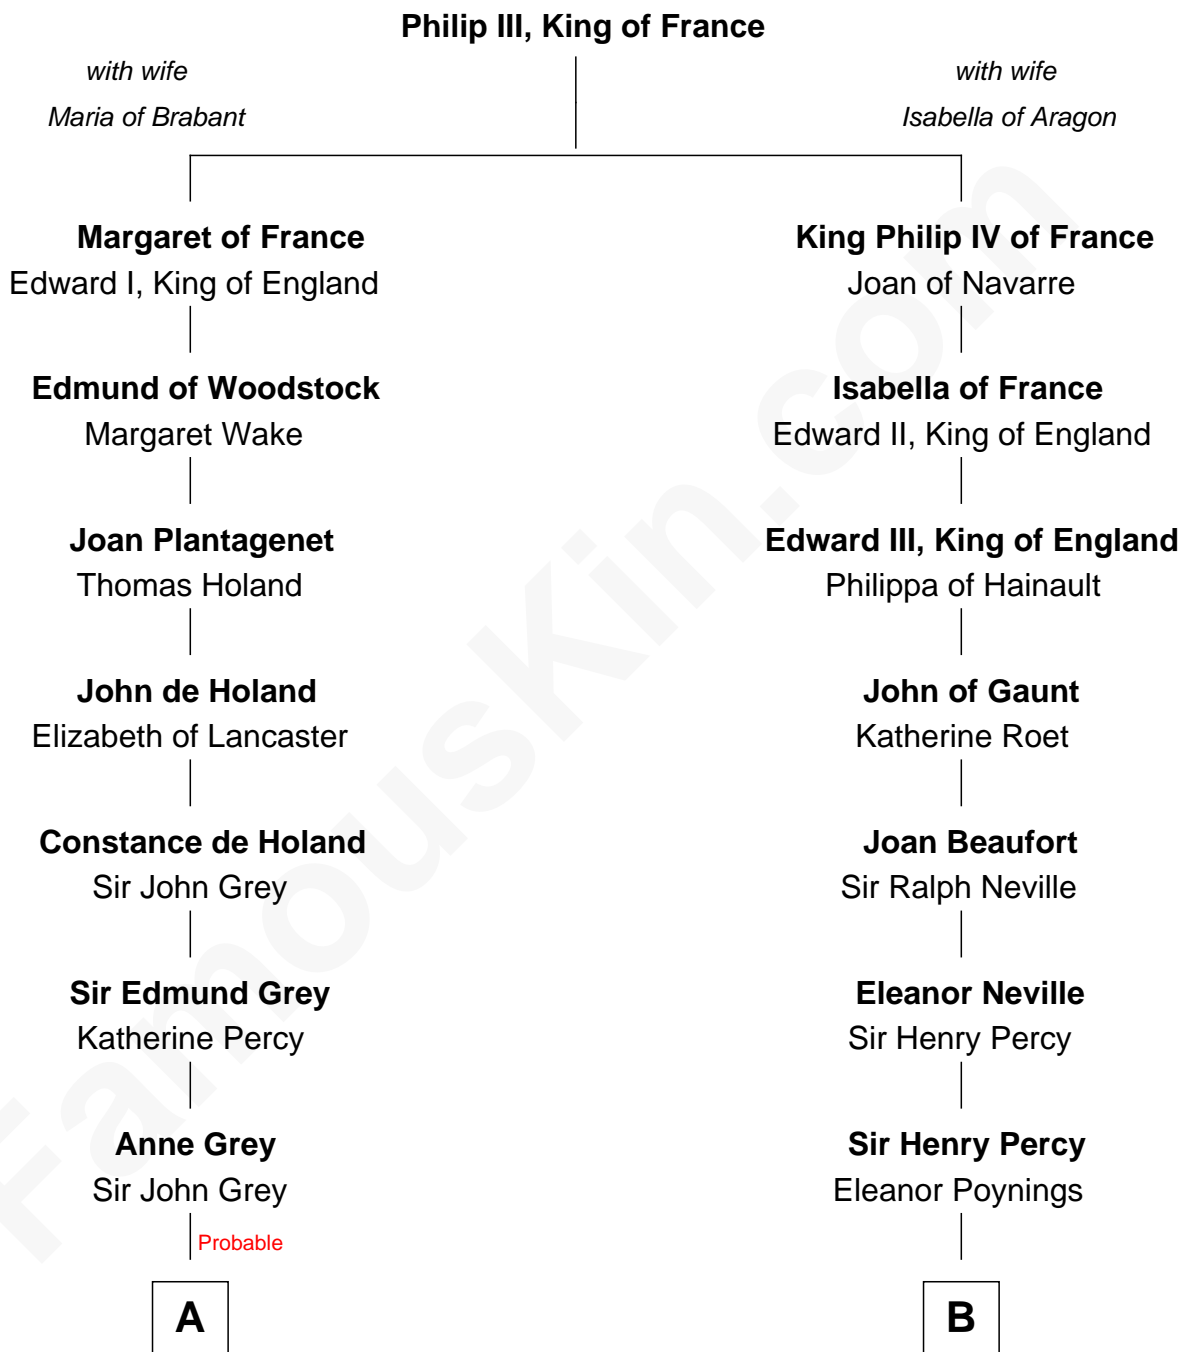 Philip III, King of France
with wife
Maria of Brabant
with wife
Isabella of Aragon
Margaret of France
Edward I, King of England
King Philip IV of France
Joan of Navarre
Edmund of Woodstock
Margaret Wake
Isabella of France
Edward II, King of England
Joan Plantagenet
Thomas Holand
Edward III, King of England
Philippa of Hainault
John de Holand
Elizabeth of Lancaster
John of Gaunt
Katherine Roet
Constance de Holand
Sir John Grey
Joan Beaufort
Sir Ralph Neville
Sir Edmund Grey
Katherine Percy
Eleanor Neville
Sir Henry Percy
Anne Grey
Sir John Grey
Probable
Sir Henry Percy
Eleanor Poynings
A
B
FamousKin.com